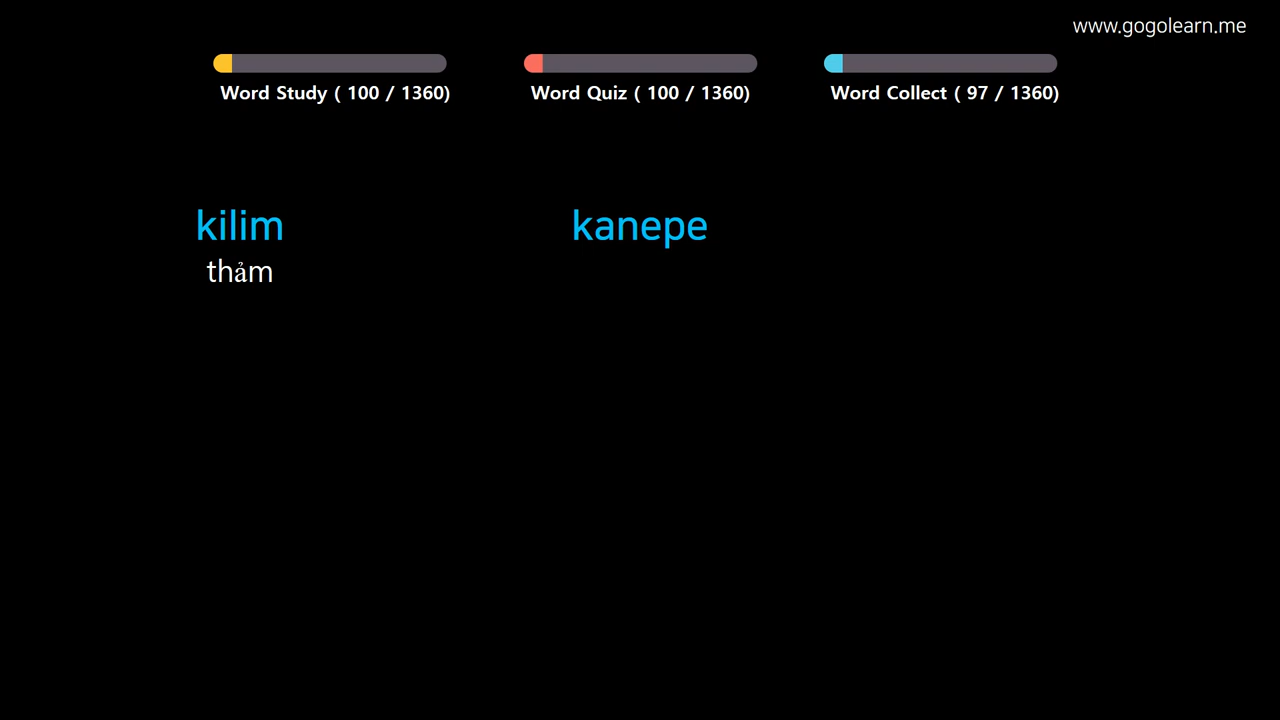 www.gogolearn.me
Word Study ( 100 / 1360)
Word Quiz ( 100 / 1360)
Word Collect ( 97 / 1360)
kilim
thảm
kanepe